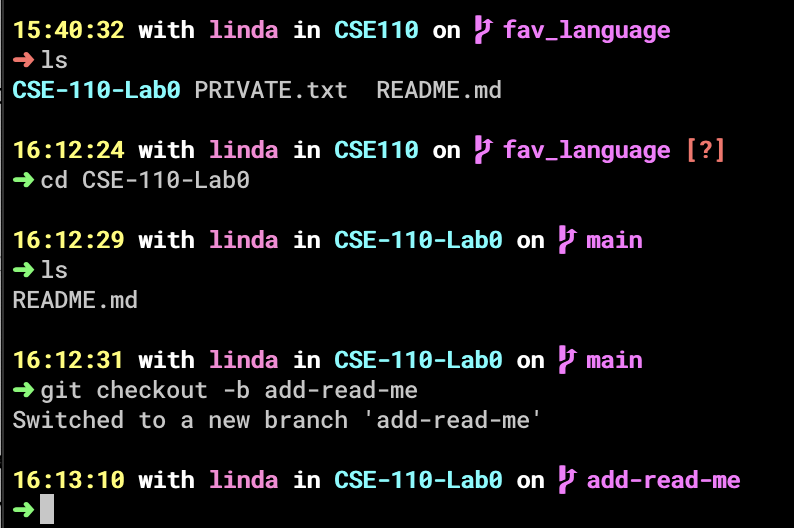 15:40:32 with linda in CSE110 on fav_language
➜ ls
CSE-110-Lab0 PRIVATE.txt  README.md
16:12:24 with linda in CSE110 on fav_language [?]
➜ cd CSE-110-Lab0
16:12:29 with linda in CSE-110-Lab0 on main
➜ ls
README.md
16:12:31 with linda in CSE-110-Lab0 on main
➜ git checkout -b add-read-me
Switched to a new branch 'add-read-me'
16:13:10 with linda in CSE-110-Lab0 on add-read-me
➜